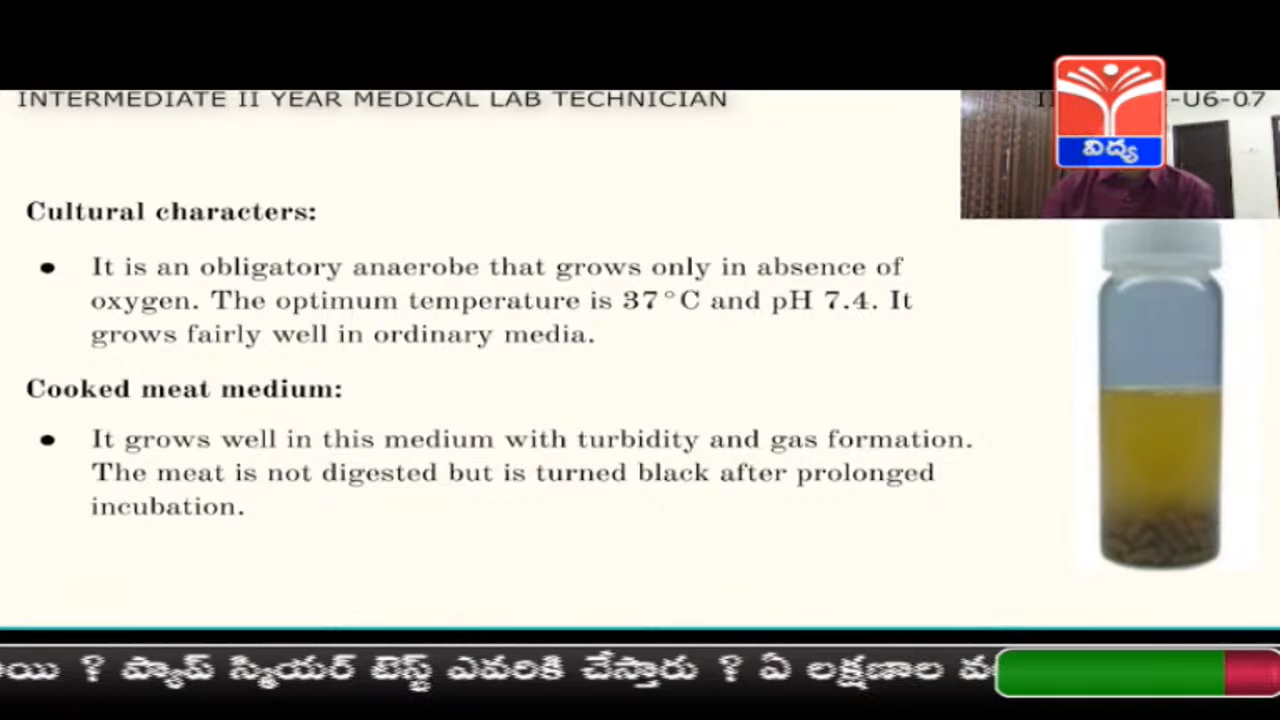 INTERMEDIATE II YEAR MEDICAL LAB TECHNICIAN
-U6-07
విద్య
Cultural characters:
• It is an obligatory anaerobe that grows only in absence of
oxygen. The optimum temperature is 37°C and pH 7.4. It
grows fairly well in ordinary media.
Cooked meat medium:
• It grows well in this medium with turbidity and gas formation.
The meat is not digested but is turned black after prolonged
incubation.
? ప్యాప్ స్మియర్ టెస్ట్ ఎవరికి చేస్తారు ? ఏ లక్షణాల